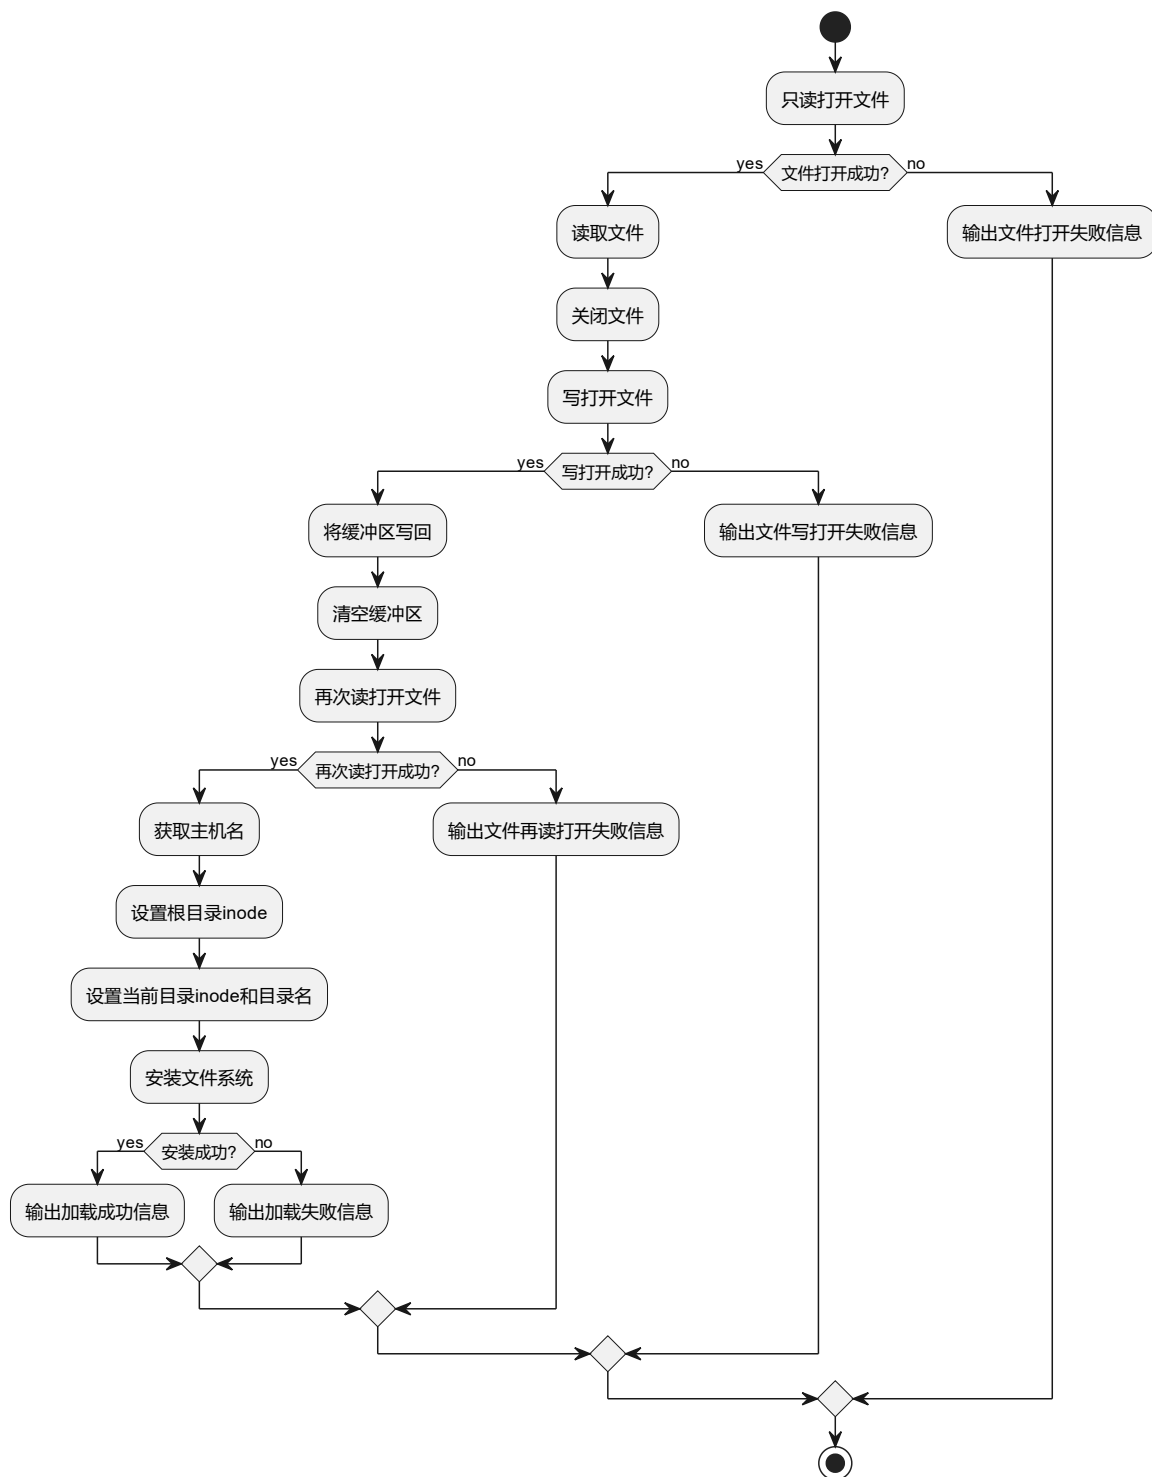 只读打开文件
yes
文件打开成功?
no
读取文件
输出文件打开失败信息
关闭文件
写打开文件
yes
写打开成功?
no
将缓冲区写回
输出文件写打开失败信息
清空缓冲区
再次读打开文件
yes
再次读打开成功?
no
获取主机名
输出文件再读打开失败信息
设置根目录inode
设置当前目录inode和目录名
安装文件系统
yes
安装成功?
no
输出加载成功信息
输出加载失败信息